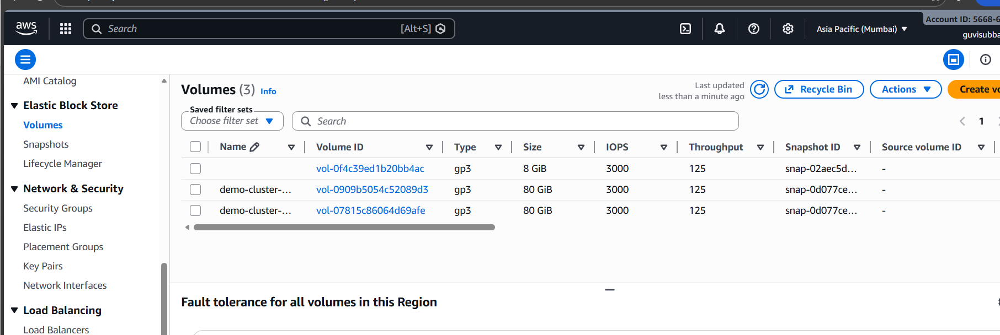 aws
Search
[Alt+S]
Asia Pacific (Mumbai)
Account ID: 5668-6
guvisubba
AMI Catalog
Elastic Block Store
Volumes
Snapshots
Lifecycle Manager
Network & Security
Security Groups
Elastic IPs
Placement Groups
Key Pairs
Network Interfaces
Load Balancing
Load Balancers
Volumes (3) Info
Last updated
less than a minute ago
Recycle Bin
Actions
Create vo
Saved filter sets
Choose filter set
Search
1
Name Volume ID Type Size IOPS Throughput Snapshot ID Source volume ID
vol-0f4c39ed1b20bb4ac gp3 8 GiB 3000 125 snap-02aec5d... -
demo-cluster-... vol-0909b5054c52089d3 gp3 80 GiB 3000 125 snap-0d077ce... -
demo-cluster-... vol-07815c86064d69afe gp3 80 GiB 3000 125 snap-0d077ce... -
Fault tolerance for all volumes in this Region